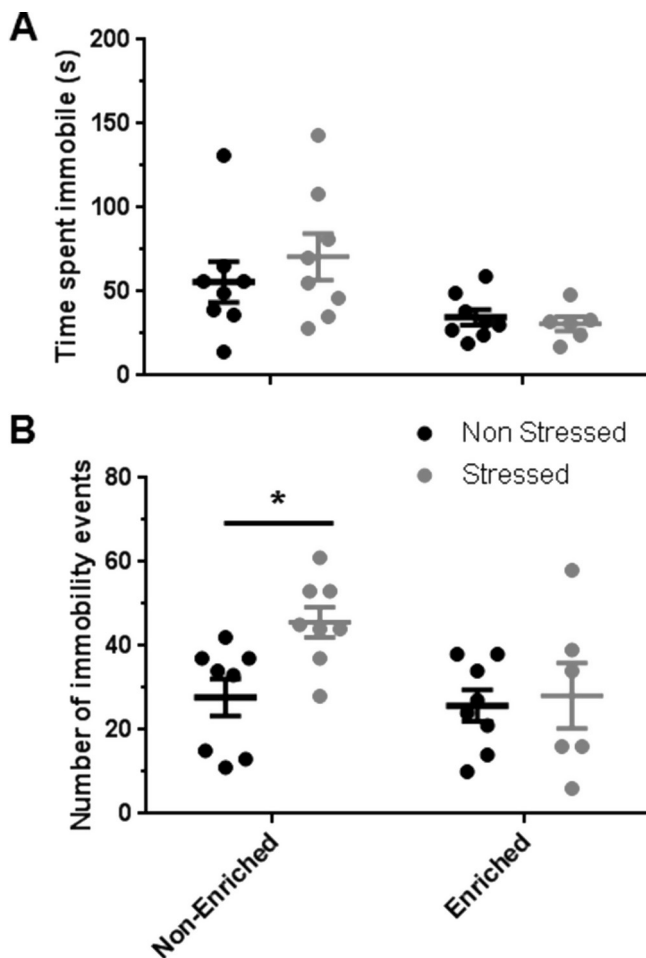 A
Time spent immobile (s)
200
150
100
50
0
B
Non Stressed
Stressed
Number of immobility events
80
60
40
20
0
*
Non-Enriched
Enriched